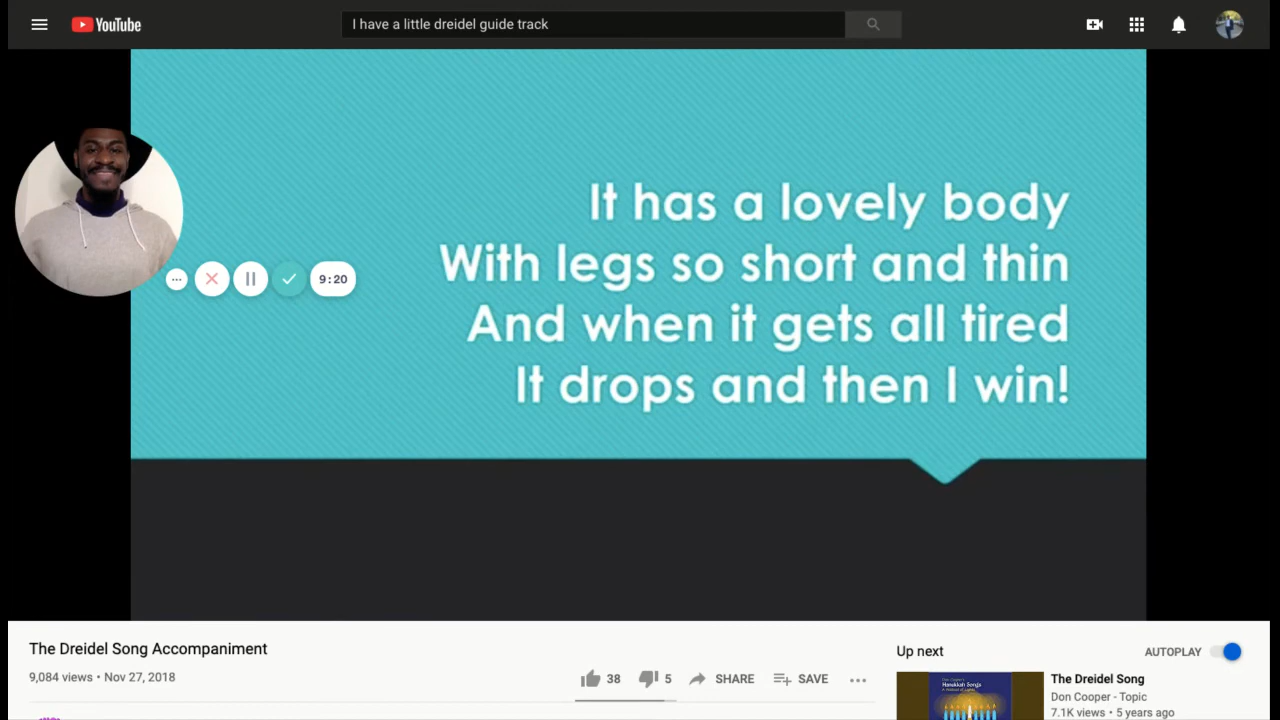 YouTube
I have a little dreidel guide track
It has a lovely body
With legs so short and thin
And when it gets all tired
It drops and then I win!
9:20
The Dreidel Song Accompaniment
9,084 views • Nov 27, 2018
38
5
SHARE
SAVE
Up next
AUTOPLAY
The Dreidel Song
Don Cooper - Topic
7.1K views • 5 years ago
Hanukkah Songs